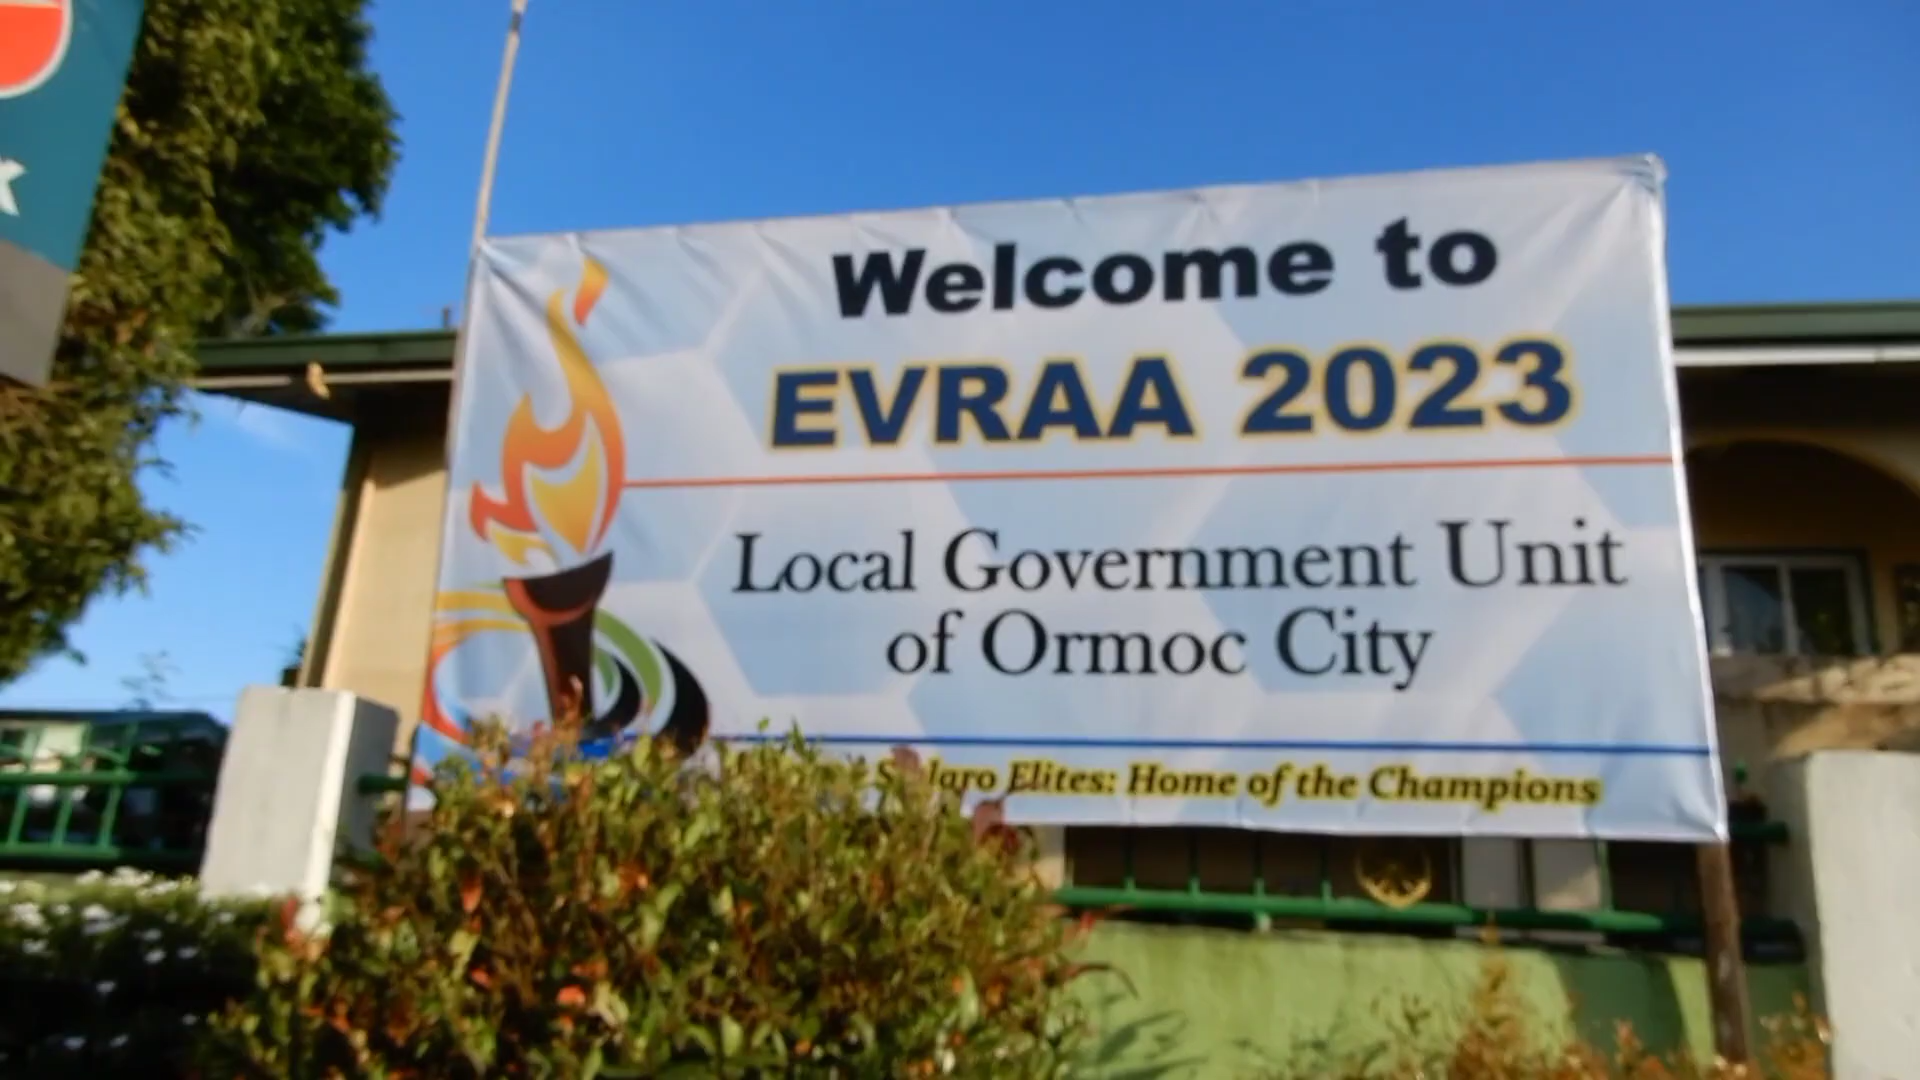 Welcome to
EVRAA 2023
Local Government Unit
of Ormoc City
Elites: Home of the Champions